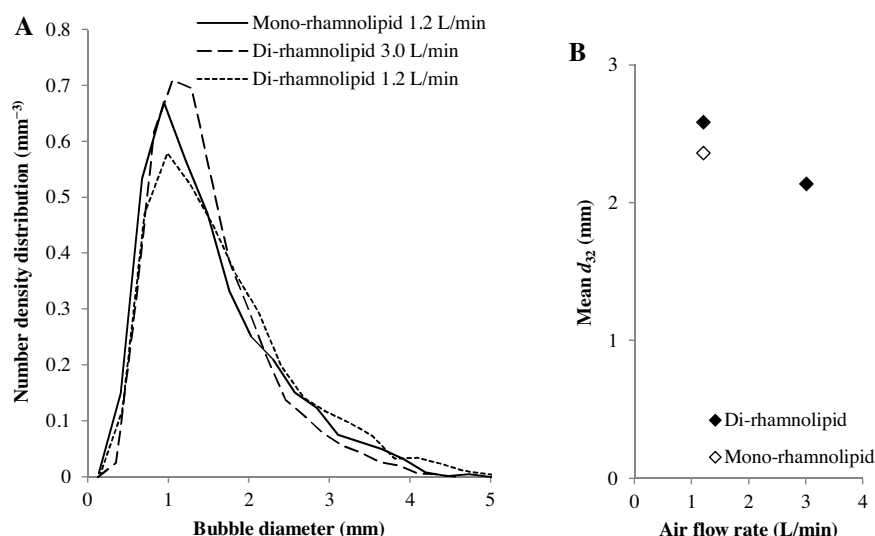 A
Mono-rhamnolipid 1.2 L/min
Di-rhamnolipid 3.0 L/min
Di-rhamnolipid 1.2 L/min
Number density distribution (mm⁻³)
0.8
0.7
0.6
0.5
0.4
0.3
0.2
0.1
0
0 1 2 3 4 5
Bubble diameter (mm)
B
Mean d₃₂ (mm)
3
2
1
0
Di-rhamnolipid
Mono-rhamnolipid
0 1 2 3 4
Air flow rate (L/min)